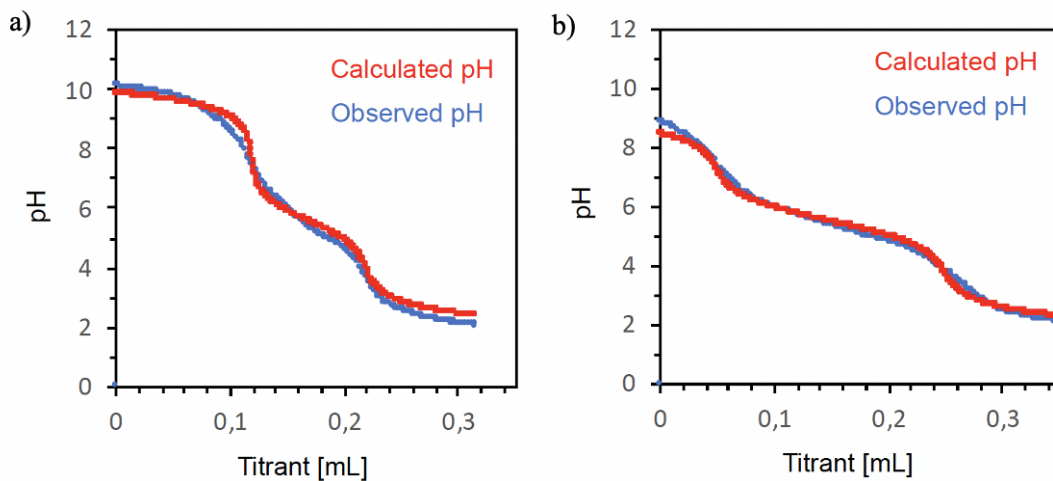 a)
12
10
8
6
4
2
0
pH
Calculated pH
Observed pH
0 0,1 0,2 0,3
Titrant [mL]
b)
12
10
8
6
4
2
0
pH
Calculated pH
Observed pH
0 0,1 0,2 0,3
Titrant [mL]